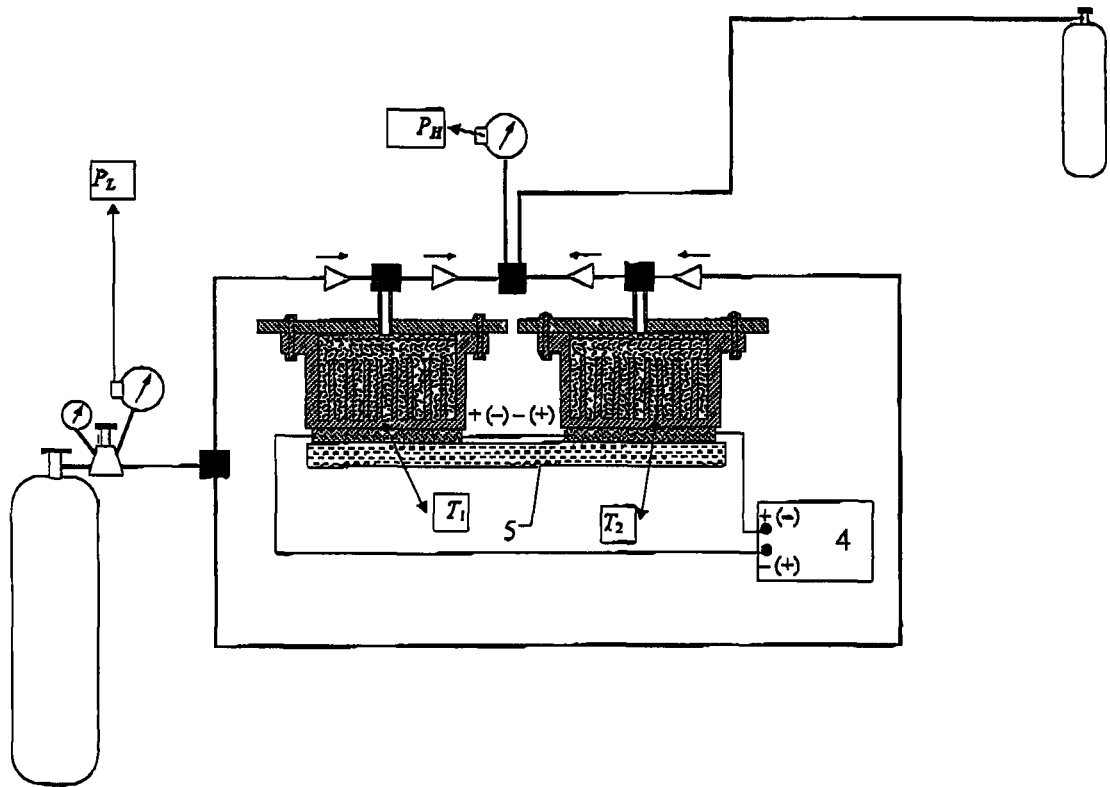 P_H
P_L
+ (–) – (+)
T_1
5
T_2
+ (–)
4
– (+)